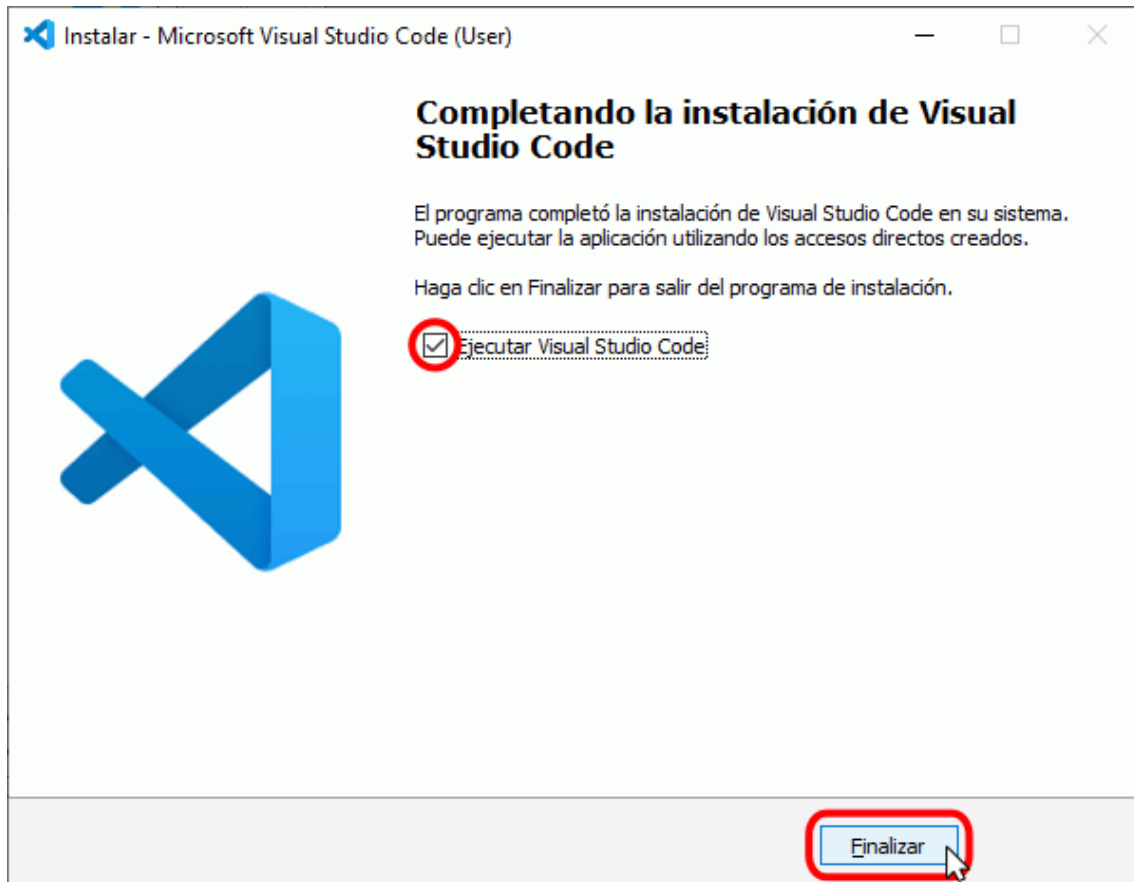 Instalar - Microsoft Visual Studio Code (User)
Completando la instalación de Visual
Studio Code
El programa completó la instalación de Visual Studio Code en su sistema.
Puede ejecutar la aplicación utilizando los accesos directos creados.
Haga clic en Finalizar para salir del programa de instalación.
Ejecutar Visual Studio Code
Finalizar